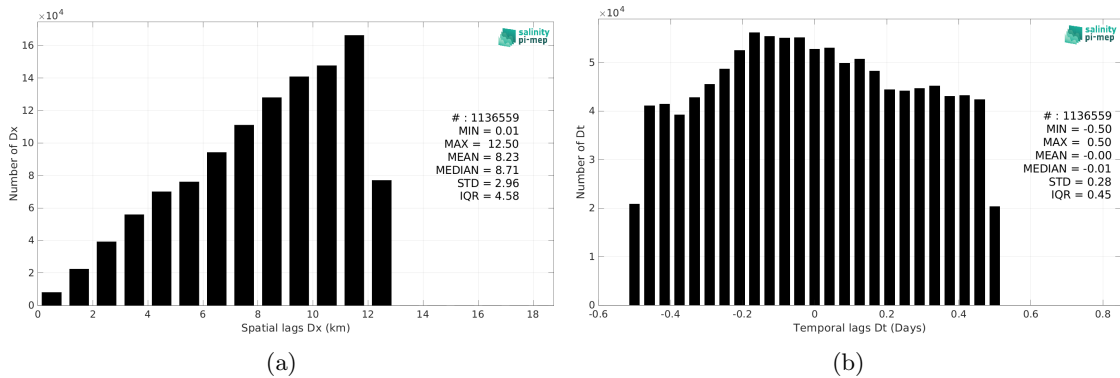 ×10⁴
16
14
12
10
8
6
4
2
0
Number of Dx
0 2 4 6 8 10 12 14 16 18
Spatial lags Dx (km)
salinity
pi-mep
# : 1136559
MIN = 0.01
MAX = 12.50
MEAN = 8.23
MEDIAN = 8.71
STD = 2.96
IQR = 4.58
(a)
×10⁴
5
4
3
2
1
0
Number of Dt
-0.6 -0.4 -0.2 0 0.2 0.4 0.6 0.8
Temporal lags Dt (Days)
salinity
pi-mep
# : 1136559
MIN = -0.50
MAX = 0.50
MEAN = -0.00
MEDIAN = -0.01
STD = 0.28
IQR = 0.45
(b)